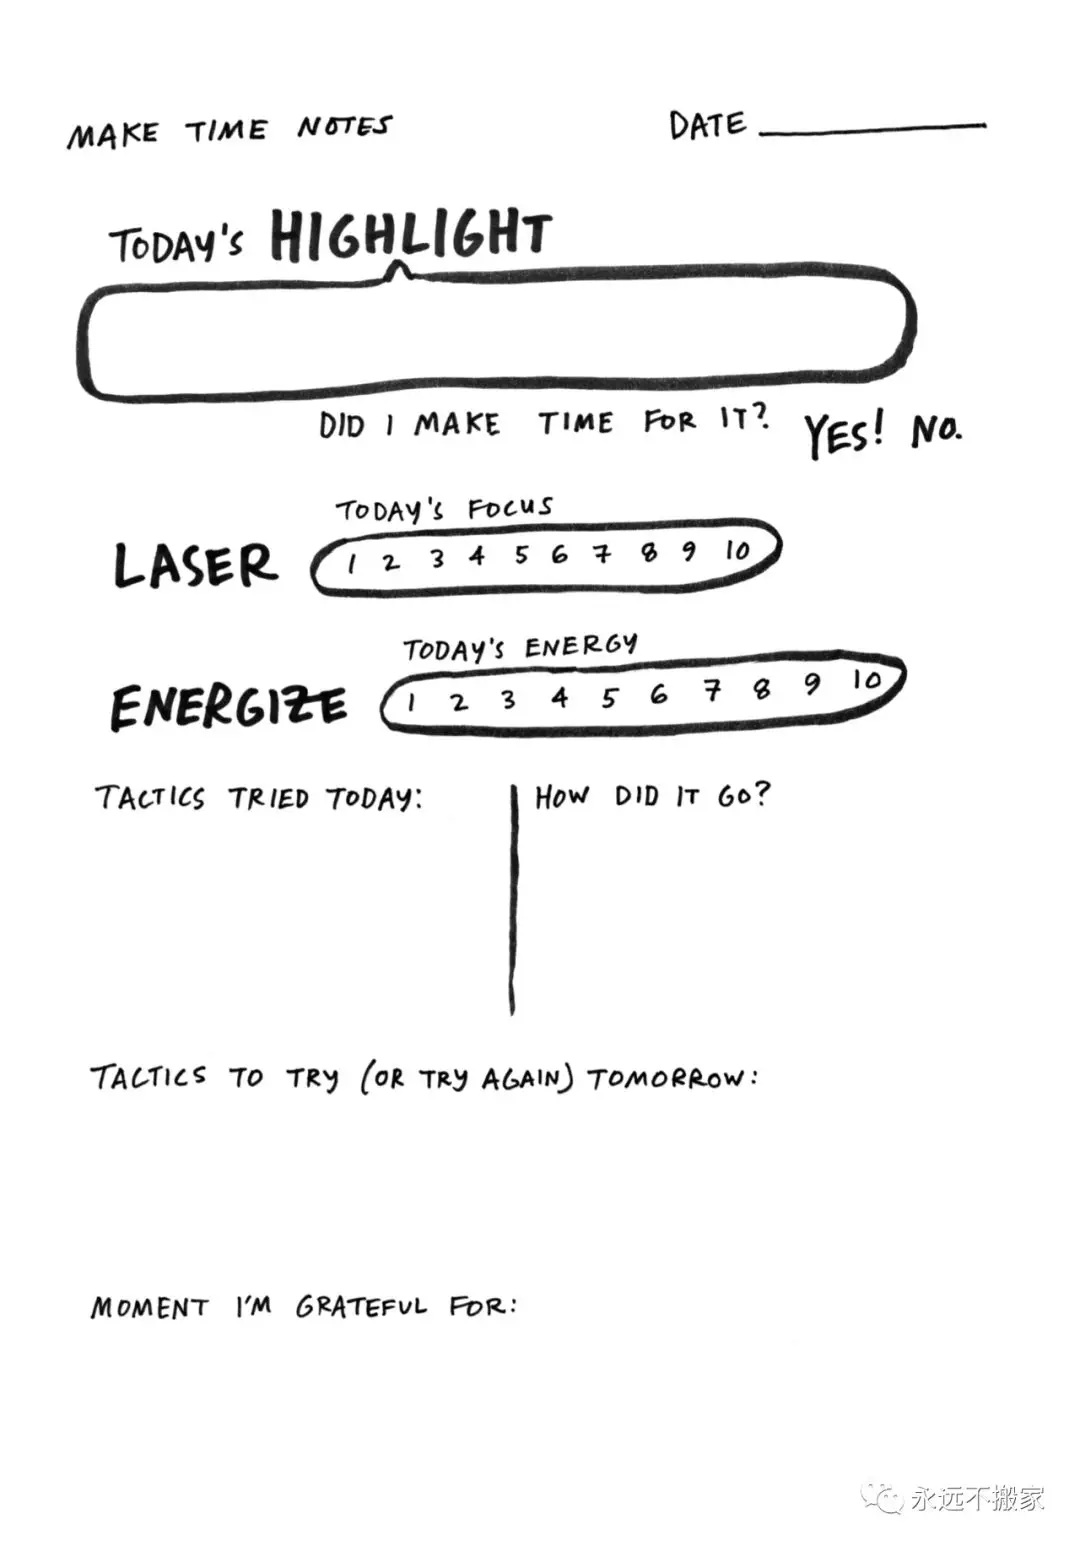 MAKE TIME NOTES DATE
TODAY'S HIGHLIGHT
DID I MAKE TIME FOR IT? YES! NO.
TODAY'S FOCUS
LASER 1 2 3 4 5 6 7 8 9 10
TODAY'S ENERGY
ENERGIZE 1 2 3 4 5 6 7 8 9 10
TACTICS TRIED TODAY: HOW DID IT GO?
TACTICS TO TRY (OR TRY AGAIN) TOMORROW:
MOMENT I'M GRATEFUL FOR:
永远不搬家